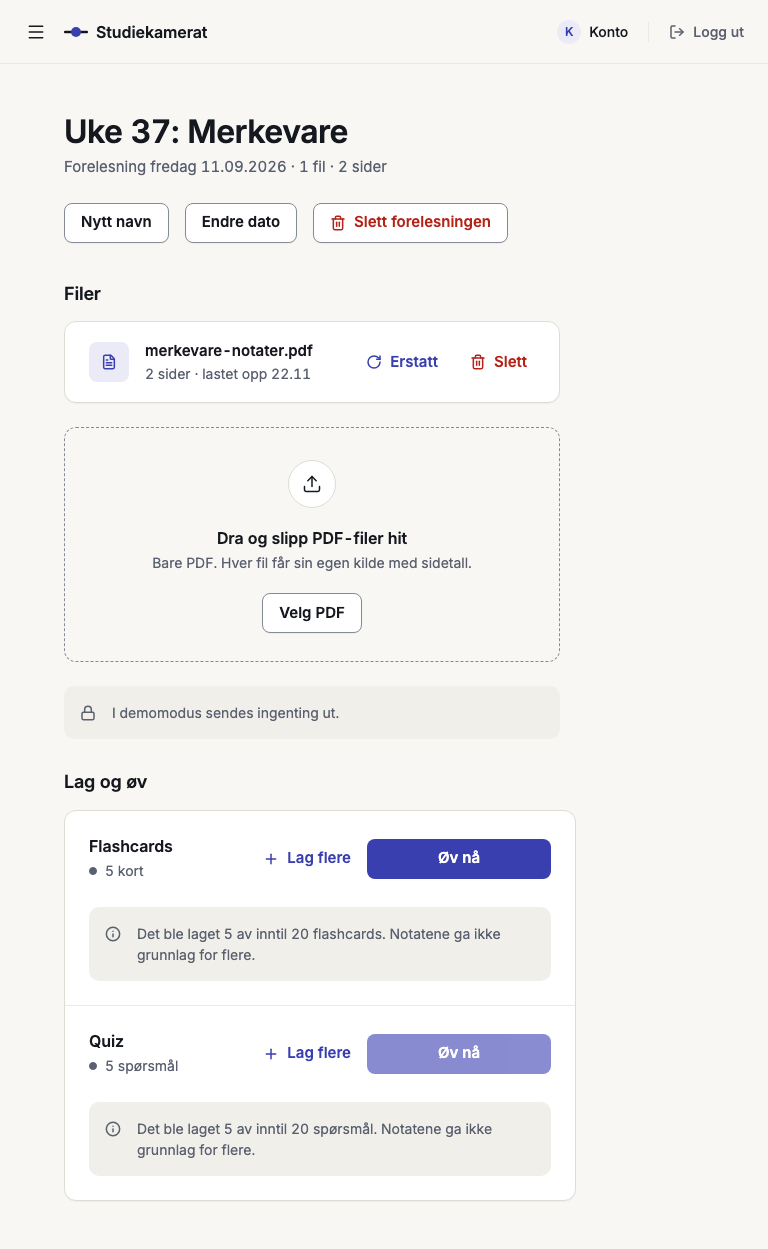 Studiekamerat
K Konto
Logg ut
Uke 37: Merkevare
Forelesning fredag 11.09.2026 · 1 fil · 2 sider
Nytt navn
Endre dato
Slett forelesningen
Filer
merkevare-notater.pdf
2 sider · lastet opp 22.11
Erstatt
Slett
Dra og slipp PDF-filer hit
Bare PDF. Hver fil får sin egen kilde med sidetall.
Velg PDF
I demomodus sendes ingenting ut.
Lag og øv
Flashcards
5 kort
Lag flere
Øv nå
Det ble laget 5 av inntil 20 flashcards. Notatene ga ikke
grunnlag for flere.
Quiz
5 spørsmål
Lag flere
Øv nå
Det ble laget 5 av inntil 20 spørsmål. Notatene ga ikke
grunnlag for flere.